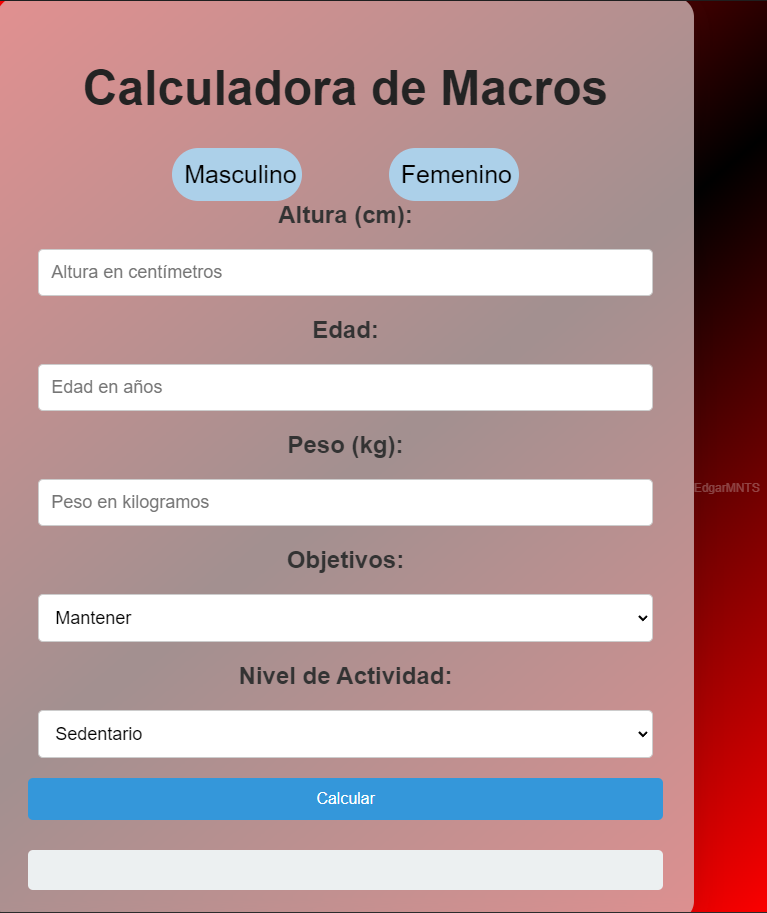 Calculadora de Macros
Masculino Femenino
Altura (cm):
Altura en centímetros
Edad:
Edad en años
Peso (kg):
EdgarMNTS
Peso en kilogramos
Objetivos:
Mantener
Nivel de Actividad:
Sedentario
Calcular